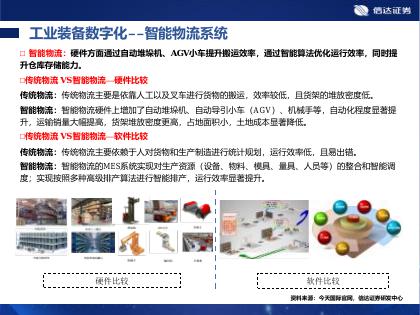 信达证券
工业装备数字化--智能物流系统
□ 智能物流：硬件方面通过自动堆垛机、AGV小车提升搬运效率，通过智能算法优化运行效率，同时提
升仓库存储能力。
□传统物流 VS智能物流—硬件比较
传统物流：传统物流主要是依靠人工以及叉车进行货物的搬运，效率较低，且货架的堆放密度低。
智能物流：智能物流硬件上增加了自动堆垛机、自动导引小车（AGV）、机械手等，自动化程度显著提
升，运输销量大幅提高，货架堆放密度更高，占地面积小，土地成本显著降低。
□传统物流 VS智能物流—软件比较
传统物流：传统物流主要依赖于人对货物和生产制造进行统计规划，运行效率低，且易出错。
智能物流：智能物流的MES系统实现对生产资源（设备、物料、模具、量具、人员等）的整合和智能调
度；实现按照多种高级排产算法进行智能排产，运行效率显著提升。
硬件比较
软件比较
资料来源：今天国际官网，信达证券研发中心